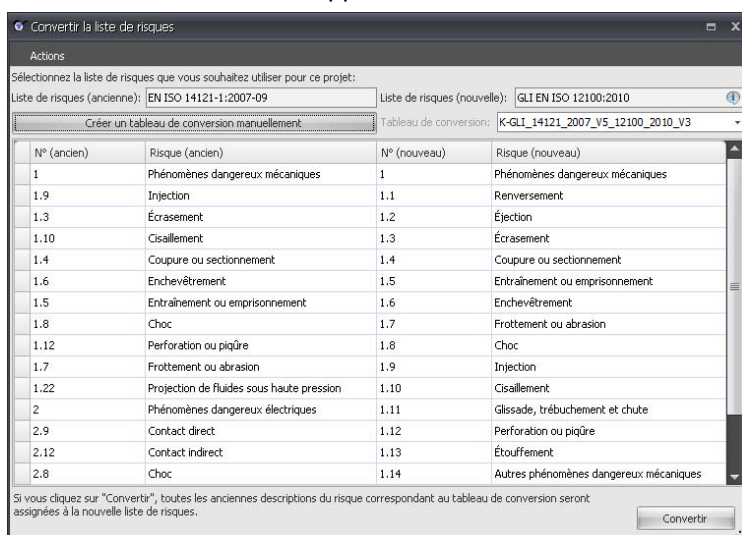 Convertir la liste de risques
Actions
Sélectionnez la liste de risques que vous souhaitez utiliser pour ce projet:
Liste de risques (ancienne): EN ISO 14121-1:2007-09 Liste de risques (nouvelle): GLI EN ISO 12100:2010
Créer un tableau de conversion manuellement Tableau de conversion: K-GLI_14121_2007_V5_12100_2010_V3
N° (ancien) Risque (ancien) N° (nouveau) Risque (nouveau)
1 Phénomènes dangereux mécaniques 1 Phénomènes dangereux mécaniques
1.9 Injection 1.1 Renversement
1.3 Écrasement 1.2 Éjection
1.10 Cisaillement 1.3 Écrasement
1.4 Coupure ou sectionnement 1.4 Coupure ou sectionnement
1.6 Enchevêtrement 1.5 Entraînement ou emprisonnement
1.5 Entraînement ou emprisonnement 1.6 Enchevêtrement
1.8 Choc 1.7 Frottement ou abrasion
1.12 Perforation ou piqûre 1.8 Choc
1.7 Frottement ou abrasion 1.9 Injection
1.22 Projection de fluides sous haute pression 1.10 Cisaillement
2 Phénomènes dangereux électriques 1.11 Glissade, trébuchement et chute
2.9 Contact direct 1.12 Perforation ou piqûre
2.12 Contact indirect 1.13 Étouffement
2.8 Choc 1.14 Autres phénomènes dangereux mécaniques
Si vous cliquez sur "Convertir", toutes les anciennes descriptions du risque correspondant au tableau de conversion seront
assignées à la nouvelle liste de risques.
Convertir